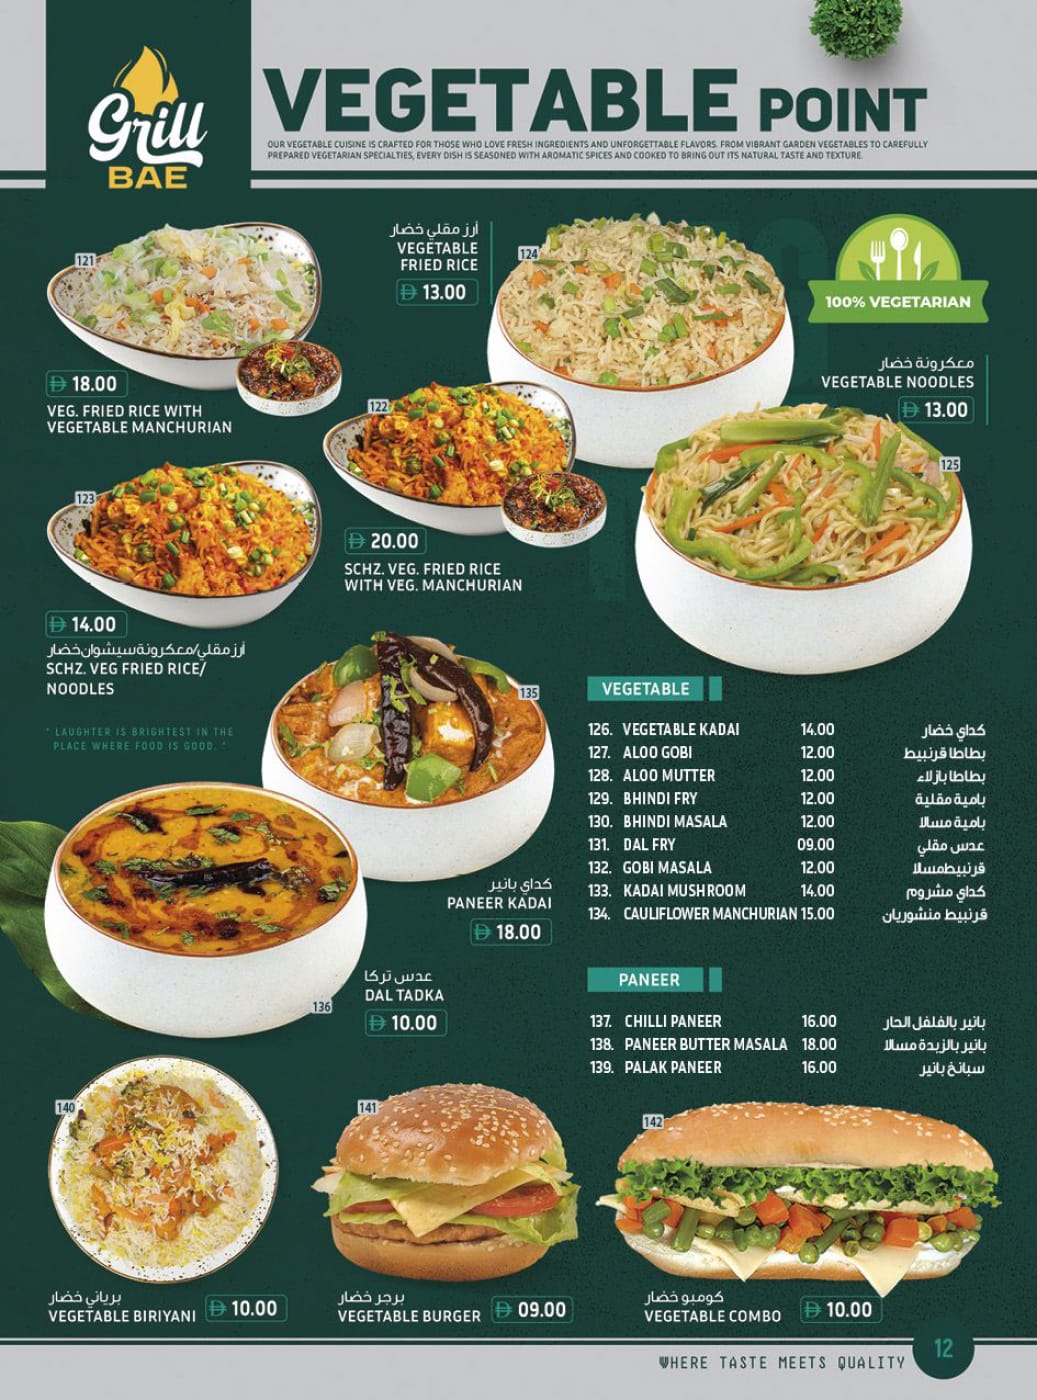 Grill
BAE
VEGETABLE POINT
OUR VEGETABLE CUISINE IS CRAFTED FOR THOSE WHO LOVE FRESH INGREDIENTS AND UNFORGETTABLE FLAVORS. FROM VIBRANT GARDEN VEGETABLES TO CAREFULLY
PREPARED VEGETARIAN SPECIALTIES, EVERY DISH IS SEASONED WITH AROMATIC SPICES AND COOKED TO BRING OUT ITS NATURAL TASTE AND TEXTURE.
121
18.00
VEG. FRIED RICE WITH
VEGETABLE MANCHURIAN
أرز مقلي خضار
VEGETABLE
FRIED RICE
13.00
124
100% VEGETARIAN
معكرونة خضار
VEGETABLE NOODLES
13.00
125
122
20.00
SCHZ. VEG. FRIED RICE
WITH VEG. MANCHURIAN
123
14.00
أرز مقلي/معكرونة سيشوان خضار
SCHZ. VEG FRIED RICE/
NOODLES
" LAUGHTER IS BRIGHTEST IN THE
PLACE WHERE FOOD IS GOOD. "
135
كداي بانير
PANEER KADAI
18.00
136
عدس تركا
DAL TADKA
10.00
VEGETABLE
126. VEGETABLE KADAI 14.00 كداي خضار
127. ALOO GOBI 12.00 بطاطا قرنبيط
128. ALOO MUTTER 12.00 بطاطا بازلاء
129. BHINDI FRY 12.00 بامية مقلية
130. BHINDI MASALA 12.00 بامية مسالا
131. DAL FRY 09.00 عدس مقلي
132. GOBI MASALA 12.00 قرنبيط مسالا
133. KADAI MUSHROOM 14.00 كداي مشروم
134. CAULIFLOWER MANCHURIAN 15.00 قرنبيط منشوريان
PANEER
137. CHILLI PANEER 16.00 بانير بالفلفل الحار
138. PANEER BUTTER MASALA 18.00 بانير بالزبدة مسالا
139. PALAK PANEER 16.00 سبانخ بانير
140
برياني خضار
VEGETABLE BIRIYANI
10.00
141
برجر خضار
VEGETABLE BURGER
09.00
142
كومبو خضار
VEGETABLE COMBO
10.00
WHERE TASTE MEETS QUALITY
12